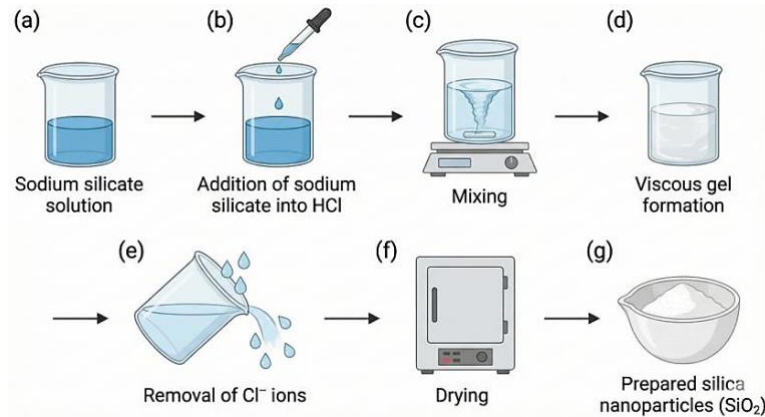 (a)
(b)
(c)
(d)
Sodium silicate
solution
Addition of sodium
silicate into HCl
Mixing
Viscous gel
formation
(e)
(f)
(g)
Removal of Cl⁻ ions
Drying
Prepared silica
nanoparticles (SiO₂)